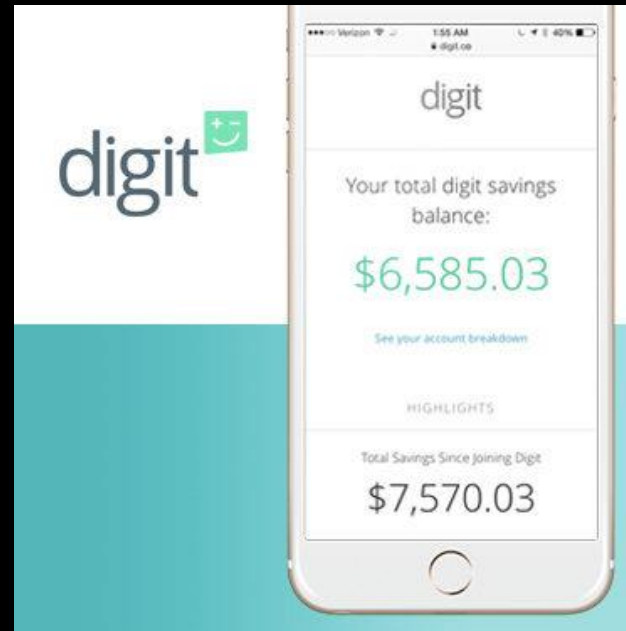 digit
Verizon 1:55 AM 40%
digit.co
digit
Your total digit savings
balance:
$6,585.03
See your account breakdown
HIGHLIGHTS
Total Savings Since Joining Digit
$7,570.03